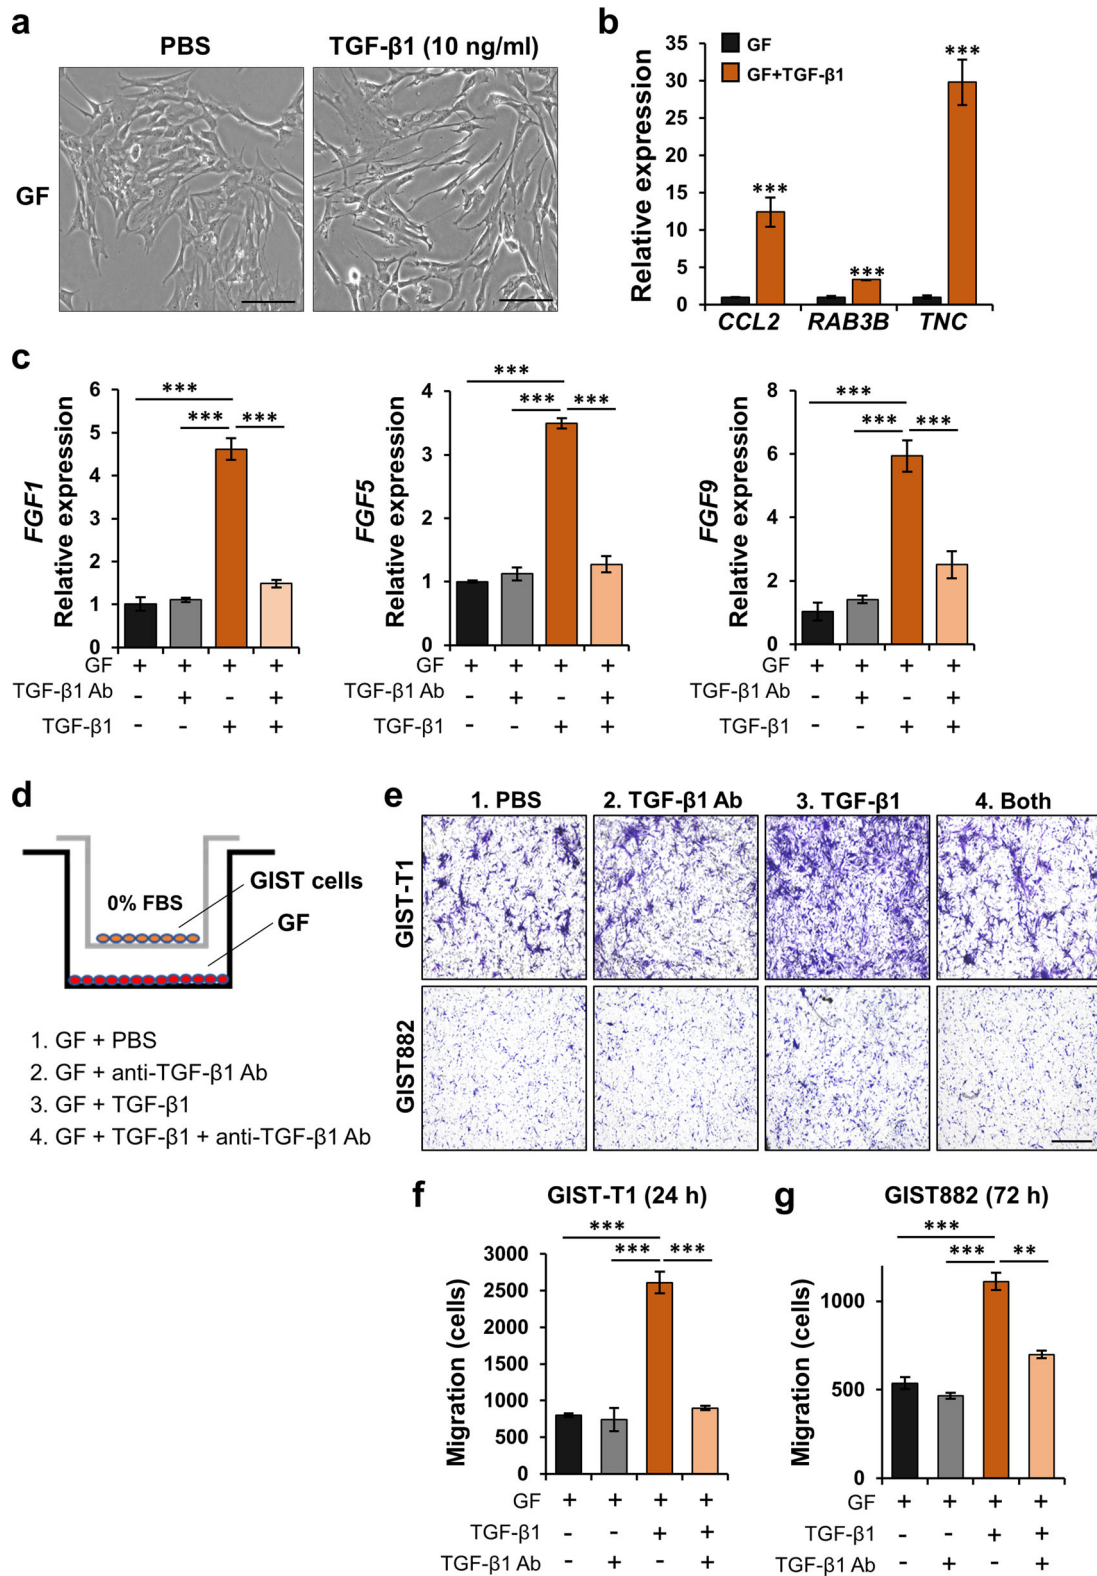 a
PBS
TGF-β1 (10 ng/ml)
GF
b
GF
GF+TGF-β1
Relative expression
35
30
25
20
15
10
5
0
***
***
***
CCL2
RAB3B
TNC
c
FGF1
Relative expression
6
5
4
3
2
1
0
***
***
***
GF + + + +
TGF-β1 Ab - + - +
TGF-β1 - - + +
FGF5
Relative expression
4
3
2
1
0
***
***
***
GF + + + +
TGF-β1 Ab - + - +
TGF-β1 - - + +
FGF9
Relative expression
8
6
4
2
0
***
***
***
GF + + + +
TGF-β1 Ab - + - +
TGF-β1 - - + +
d
0% FBS
GIST cells
GF
1. GF + PBS
2. GF + anti-TGF-β1 Ab
3. GF + TGF-β1
4. GF + TGF-β1 + anti-TGF-β1 Ab
e
1. PBS
2. TGF-β1 Ab
3. TGF-β1
4. Both
GIST-T1
GIST882
f
GIST-T1 (24 h)
Migration (cells)
3000
2500
2000
1500
1000
500
0
***
***
***
GF + + + +
TGF-β1 - - + +
TGF-β1 Ab - + - +
g
GIST882 (72 h)
Migration (cells)
1000
500
0
***
***
**
GF + + + +
TGF-β1 - - + +
TGF-β1 Ab - + - +